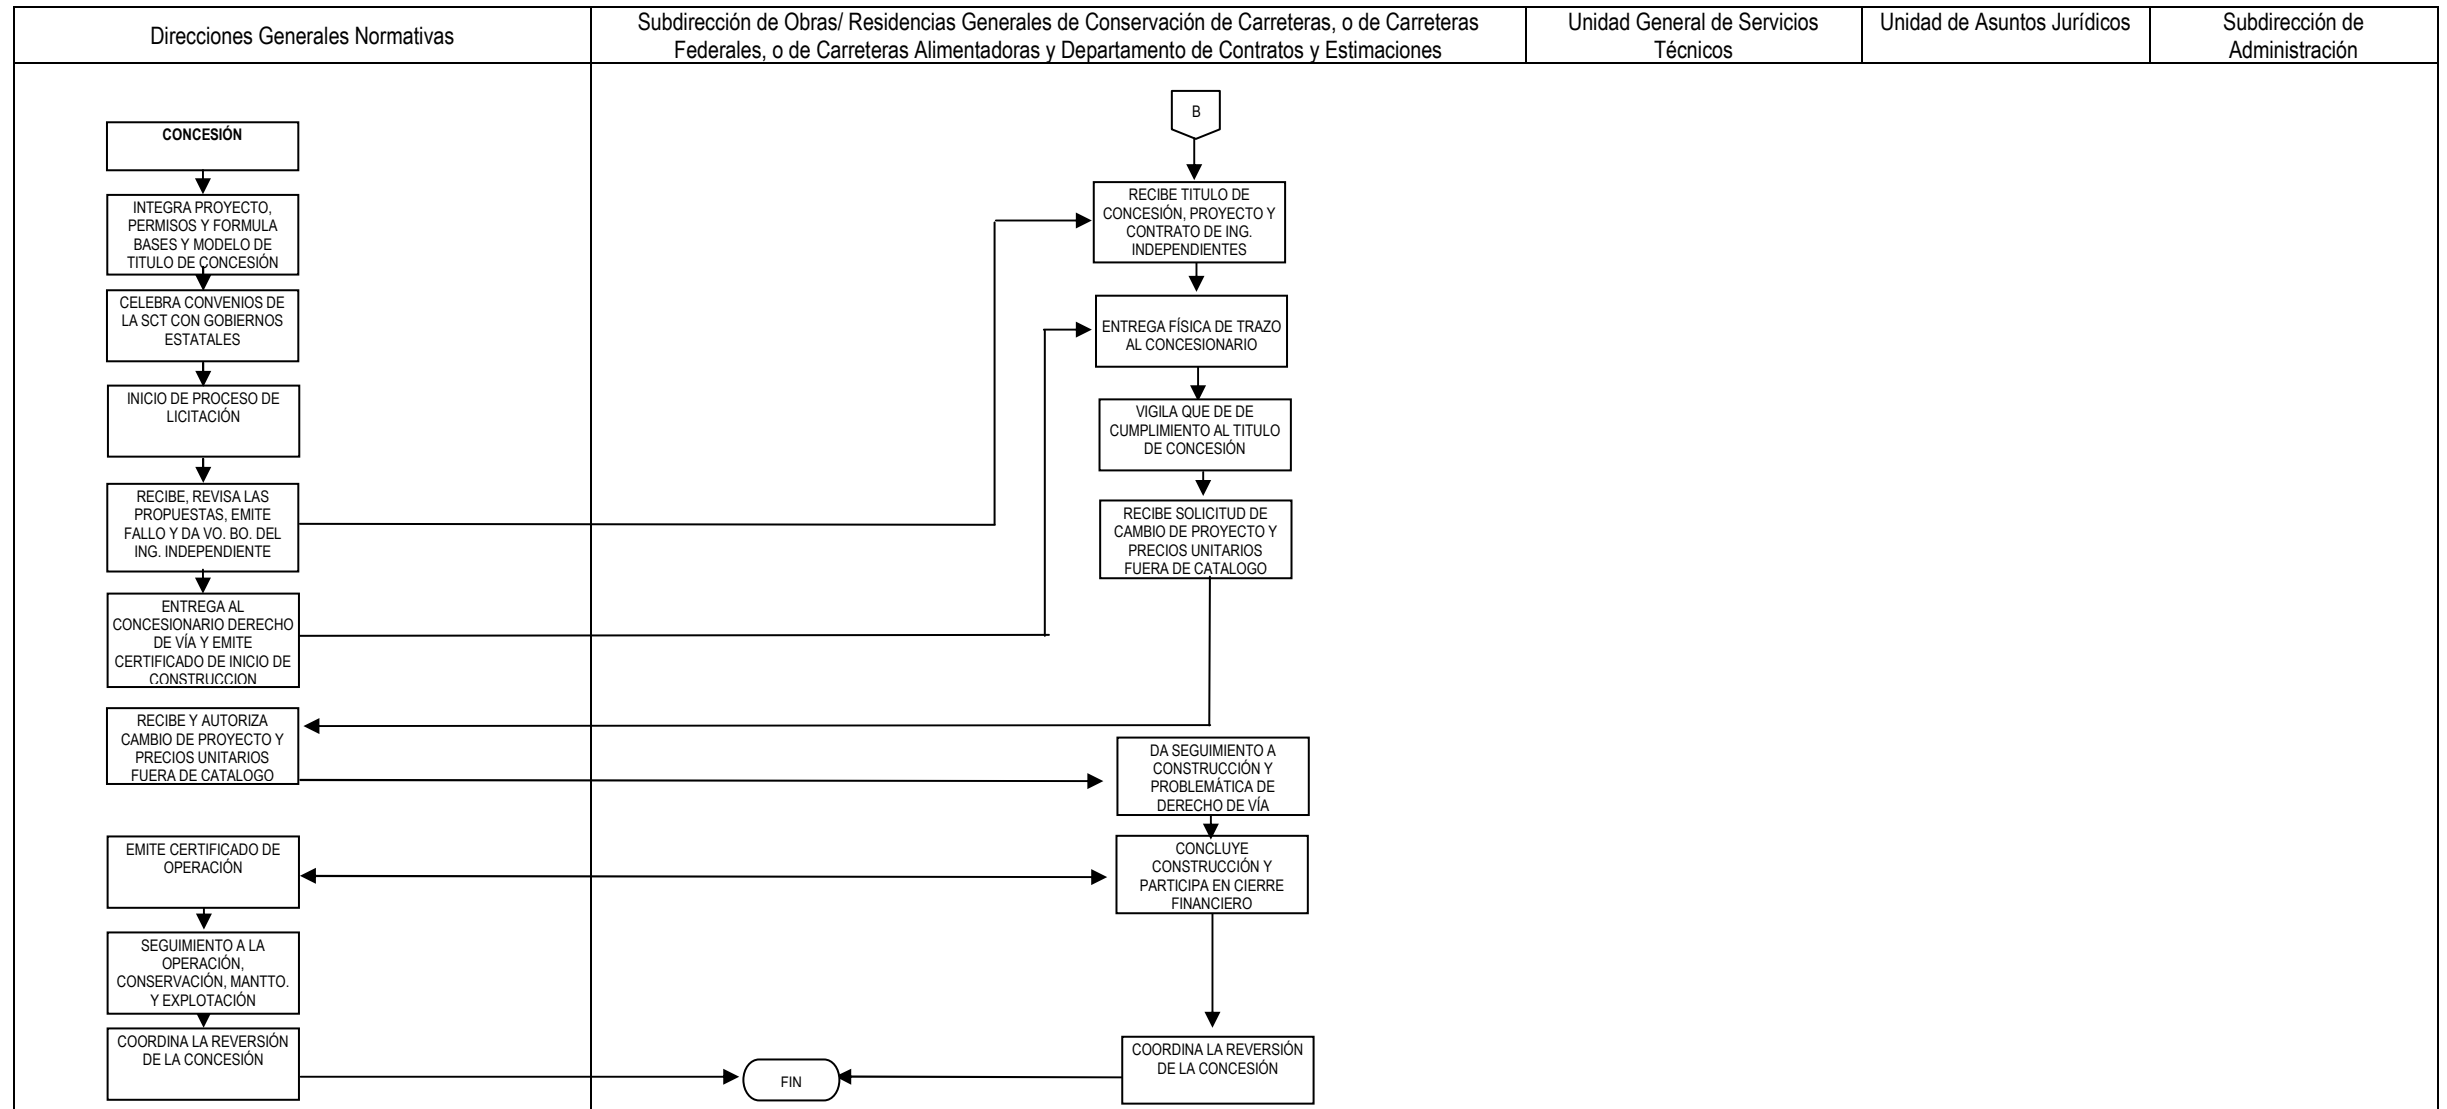 Direcciones Generales Normativas
Subdirección de Obras/ Residencias Generales de Conservación de Carreteras, o de Carreteras
Federales, o de Carreteras Alimentadoras y Departamento de Contratos y Estimaciones
Unidad General de Servicios
Técnicos
Unidad de Asuntos Jurídicos
Subdirección de
Administración
CONCESIÓN
INTEGRA PROYECTO,
PERMISOS Y FORMULA
BASES Y MODELO DE
TITULO DE CONCESIÓN
CELEBRA CONVENIOS DE
LA SCT CON GOBIERNOS
ESTATALES
INICIO DE PROCESO DE
LICITACIÓN
RECIBE, REVISA LAS
PROPUESTAS, EMITE
FALLO Y DA VO. BO. DEL
ING. INDEPENDIENTE
ENTREGA AL
CONCESIONARIO DERECHO
DE VÍA Y EMITE
CERTIFICADO DE INICIO DE
CONSTRUCCION
RECIBE Y AUTORIZA
CAMBIO DE PROYECTO Y
PRECIOS UNITARIOS
FUERA DE CATALOGO
EMITE CERTIFICADO DE
OPERACIÓN
SEGUIMIENTO A LA
OPERACIÓN,
CONSERVACIÓN, MANTTO.
Y EXPLOTACIÓN
COORDINA LA REVERSIÓN
DE LA CONCESIÓN
B
RECIBE TITULO DE
CONCESIÓN, PROYECTO Y
CONTRATO DE ING.
INDEPENDIENTES
ENTREGA FÍSICA DE TRAZO
AL CONCESIONARIO
VIGILA QUE DE DE
CUMPLIMIENTO AL TITULO
DE CONCESIÓN
RECIBE SOLICITUD DE
CAMBIO DE PROYECTO Y
PRECIOS UNITARIOS
FUERA DE CATALOGO
DA SEGUIMIENTO A
CONSTRUCCIÓN Y
PROBLEMÁTICA DE
DERECHO DE VÍA
CONCLUYE
CONSTRUCCIÓN Y
PARTICIPA EN CIERRE
FINANCIERO
COORDINA LA REVERSIÓN
DE LA CONCESIÓN
FIN